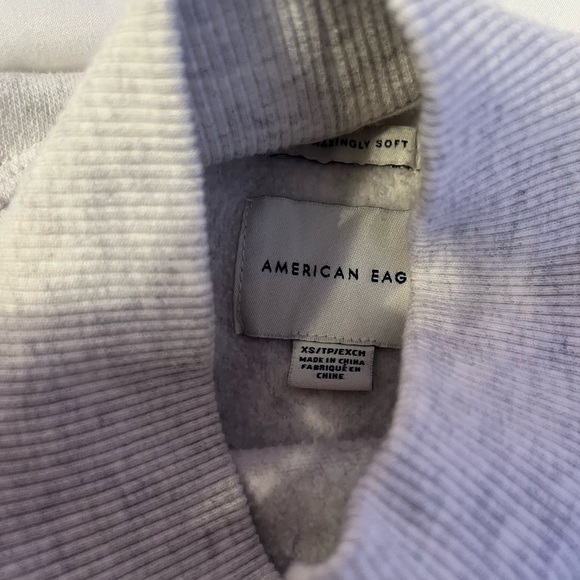 SOFT
AMERICAN EAG
XS/TP/EXCH
MADE IN CHINA
FABRIQUÉ EN
CHINE